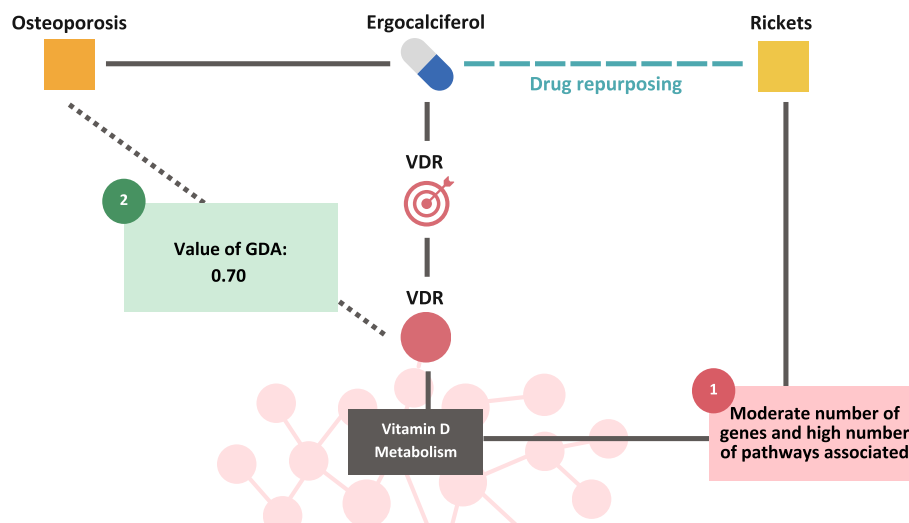 Osteoporosis
Ergocalciferol
Rickets
Drug repurposing
VDR
2
Value of GDA:
0.70
VDR
1
Moderate number of
genes and high number
of pathways associated
Vitamin D
Metabolism